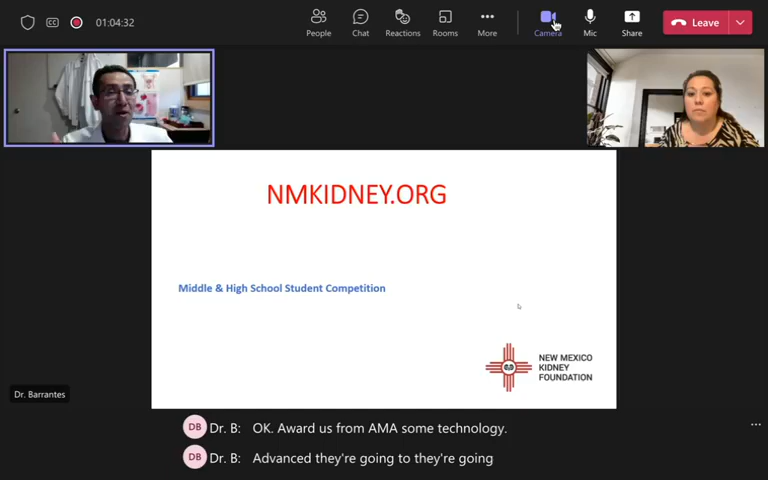 CC
01:04:32
People
Chat
Reactions
Rooms
More
Camera
Mic
Share
Leave
NMKIDNEY.ORG
Middle & High School Student Competition
NEW MEXICO
KIDNEY
FOUNDATION
Dr. Barrantes
DB Dr. B: OK. Award us from AMA some technology.
DB Dr. B: Advanced they're going to they're going